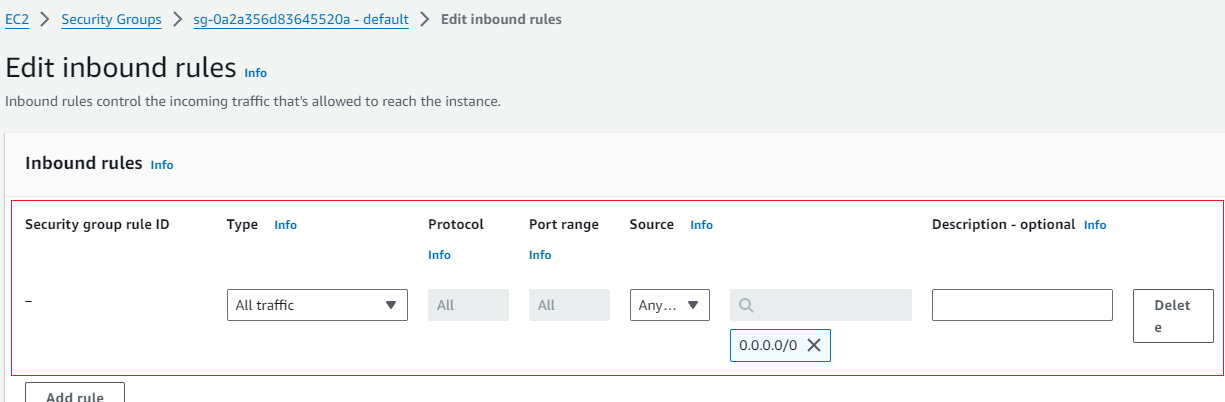 EC2 > Security Groups > sg-0a2a356d83645520a - default > Edit inbound rules
Edit inbound rules Info
Inbound rules control the incoming traffic that's allowed to reach the instance.
Inbound rules Info
Security group rule ID Type Info Protocol Port range Source Info Description - optional Info
Info Info
– All traffic All All Any... Delet
e
0.0.0.0/0
Add rule